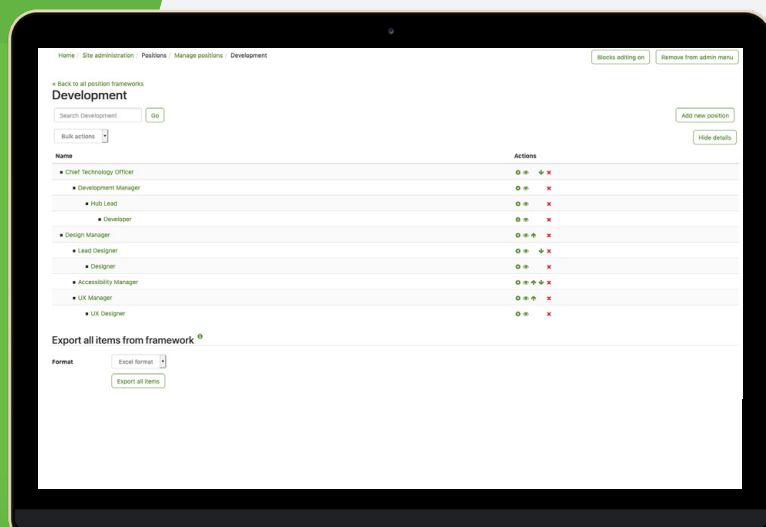 Home / Site administration / Positions / Manage positions / Development
Blocks editing on
Remove from admin menu
« Back to all position frameworks
Development
Search Development
Go
Add new position
Bulk actions
Hide details
Name Actions
• Chief Technology Officer
• Development Manager
• Hub Lead
• Developer
• Design Manager
• Lead Designer
• Designer
• Accessibility Manager
• UX Manager
• UX Designer
Export all items from framework
Format
Excel format
Export all items